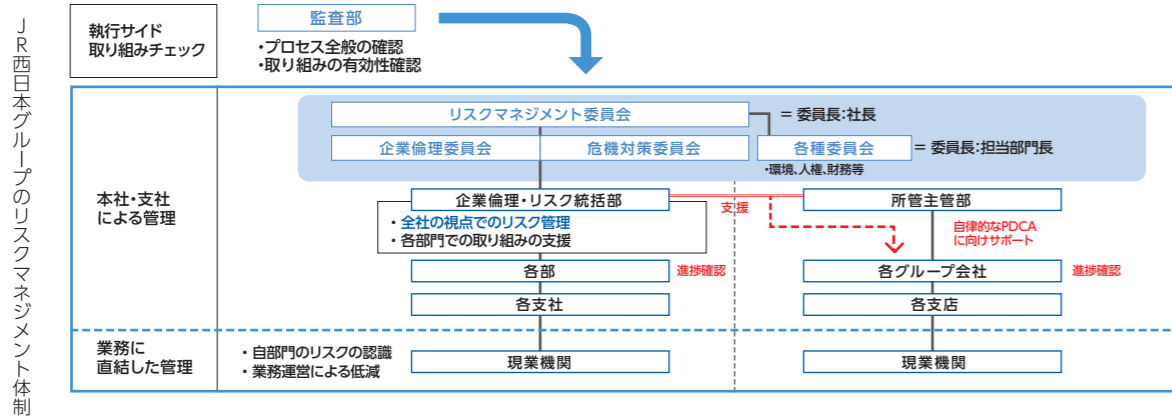 JR西日本グループのリスクマネジメント体制
執行サイド
取り組みチェック
監査部
・プロセス全般の確認
・取り組みの有効性確認
本社・支社
による管理
リスクマネジメント委員会
= 委員長:社長
企業倫理委員会
危機対策委員会
各種委員会
= 委員長:担当部門長
・環境、人権、財務等
企業倫理・リスク統括部
・全社の視点でのリスク管理
・各部門での取り組みの支援
支援
所管主管部
自律的なPDCA
に向けサポート
各部
進捗確認
各グループ会社
進捗確認
各支社
各支店
業務に
直結した管理
・自部門のリスクの認識
・業務運営による低減
現業機関
現業機関